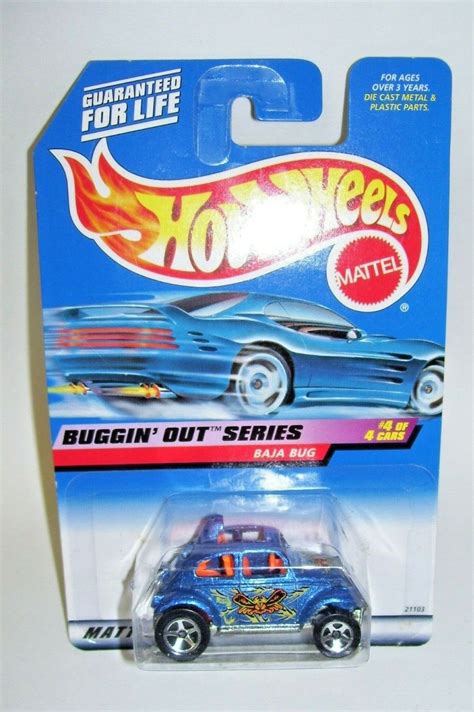 GUARANTEED
FOR LIFE
FOR AGES
OVER 3 YEARS.
DIE CAST METAL &
PLASTIC PARTS.
HOT WHEELS
MATTEL
®
BUGGIN' OUT™ SERIES
BAJA BUG
#4 OF
4 CARS
21103
MATT